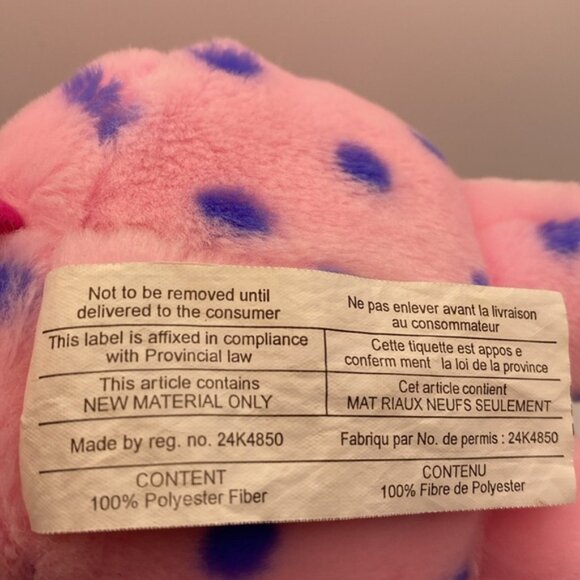 Not to be removed until
delivered to the consumer
This label is affixed in compliance
with Provincial law
This article contains
NEW MATERIAL ONLY
Made by reg. no. 24K4850
CONTENT
100% Polyester Fiber
Ne pas enlever avant la livraison
au consommateur
Cette tiquette est appos e
conferm ment la loi de la province
Cet article contient
MAT RIAUX NEUFS SEULEMENT
Fabriqu par No. de permis : 24K4850
CONTENU
100% Fibre de Polyester